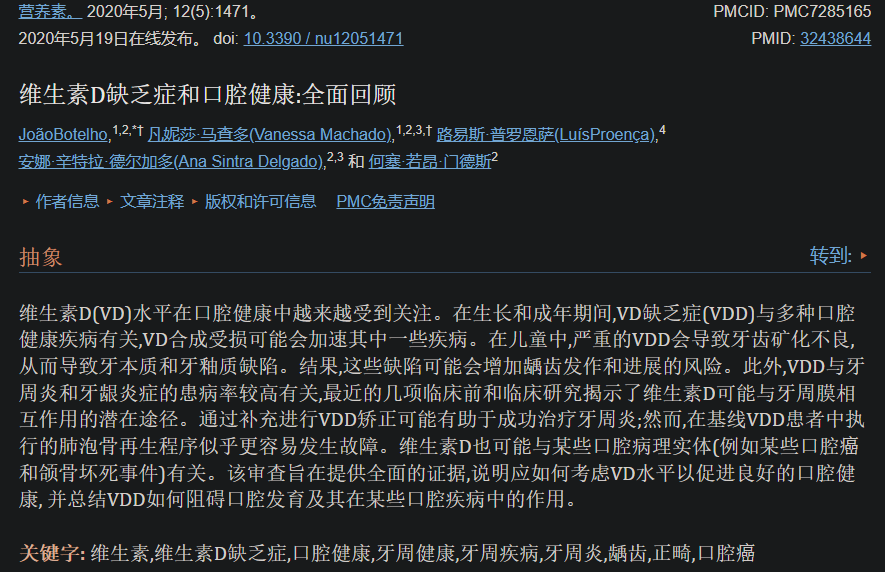 营养素。 2020年5月; 12(5):1471。 PMCID: PMC7285165
2020年5月19日在线发布。 doi: 10.3390 / nu12051471 PMID: 32438644
维生素D缺乏症和口腔健康:全面回顾
JoãoBotelho,1,2,*† 凡妮莎·马查多(Vanessa Machado),1,2,3,† 路易斯·普罗恩萨(LuísProença),4
安娜·辛特拉·德尔加多(Ana Sintra Delgado),2,3 和 何塞·若昂·门德斯2
▸ 作者信息 ▸ 文章注释 ▸ 版权和许可信息 PMC免责声明
抽象 转到: ▸
维生素D(VD)水平在口腔健康中越来越受到关注。在生长和成年期间,VD缺乏症(VDD)与多种口腔
健康疾病有关,VD合成受损可能会加速其中一些疾病。在儿童中,严重的VDD会导致牙齿矿化不良,
从而导致牙本质和牙釉质缺陷。结果,这些缺陷可能会增加龋齿发作和进展的风险。此外,VDD与牙
周炎和牙龈炎症的患病率较高有关,最近的几项临床前和临床研究揭示了维生素D可能与牙周膜相
互作用的潜在途径。通过补充进行VDD矫正可能有助于成功治疗牙周炎;然而,在基线VDD患者中执
行的肺泡骨再生程序似乎更容易发生故障。维生素D也可能与某些口腔病理实体(例如某些口腔癌
和颌骨坏死事件)有关。该审查旨在提供全面的证据,说明应如何考虑VD水平以促进良好的口腔健
康, 并总结VDD如何阻碍口腔发育及其在某些口腔疾病中的作用。
关键字: 维生素,维生素D缺乏症,口腔健康,牙周健康,牙周疾病,牙周炎,龋齿,正畸,口腔癌